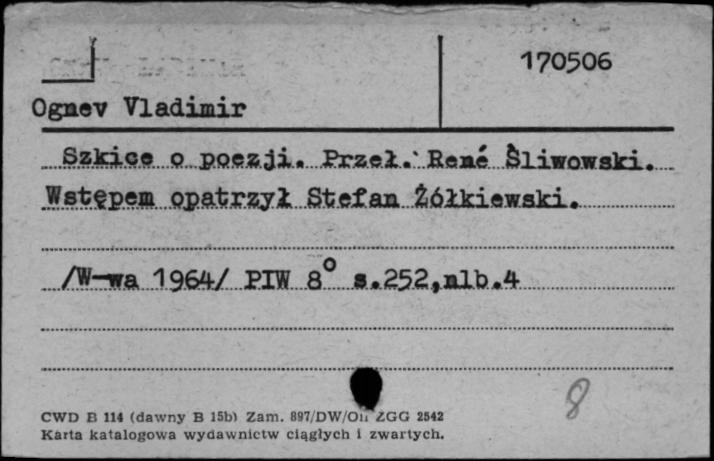 170506
Ognev Vladimir
Szkice o poezji. Przeł. René Śliwowski.
Wstępem opatrzył Stefan Żółkiewski.
/W-wa 1964/ PIW 8° s.252,nlb.4
8
CWD B 114 (dawny B 15b) Zam. 897/DW/Oli ZGG 2542
Karta katalogowa wydawnictw ciągłych i zwartych.